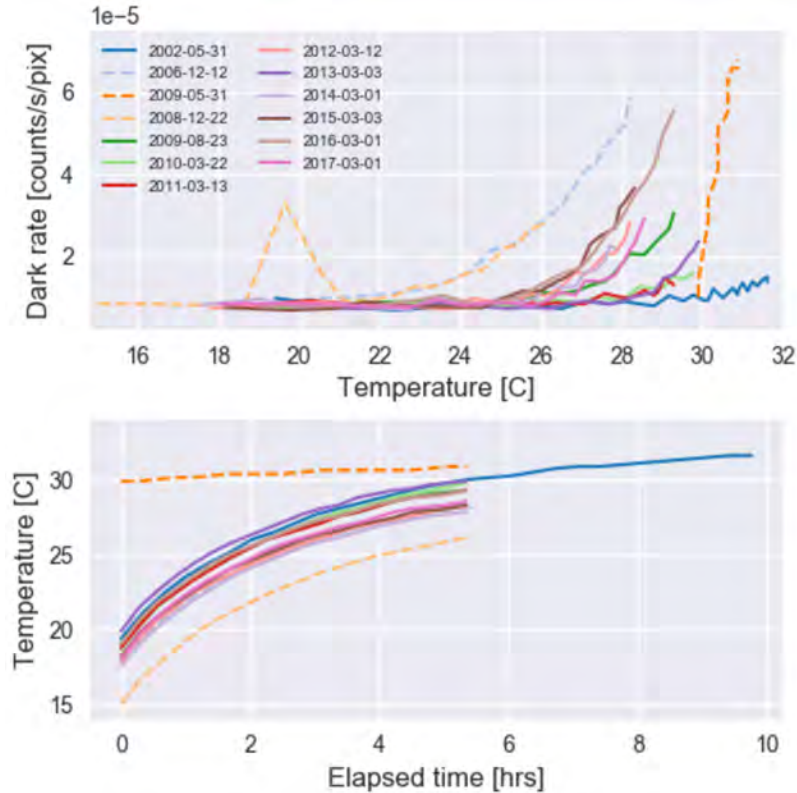 1e-5
Dark rate [counts/s/pix]
6
4
2
2002-05-31
2006-12-12
2009-05-31
2008-12-22
2009-08-23
2010-03-22
2011-03-13
2012-03-12
2013-03-03
2014-03-01
2015-03-03
2016-03-01
2017-03-01
16 18 20 22 24 26 28 30 32
Temperature [C]
Temperature [C]
30
25
20
15
0 2 4 6 8 10
Elapsed time [hrs]